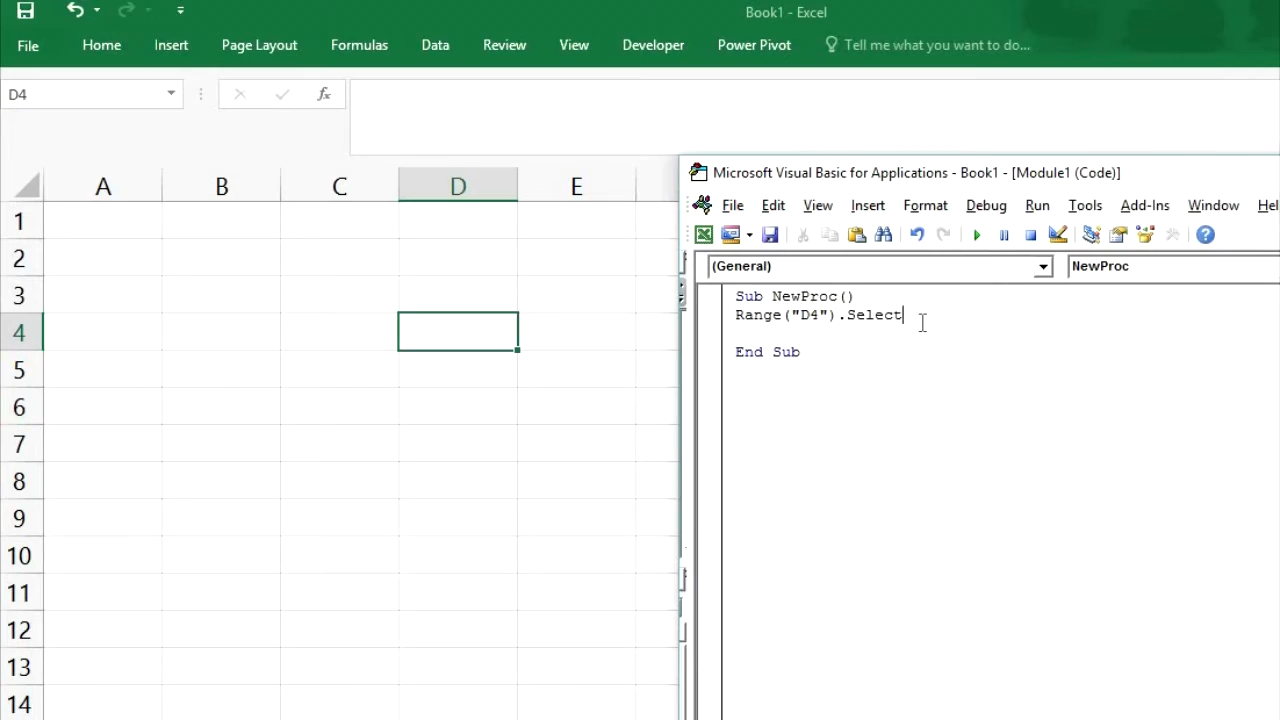 Book1 - Excel
File Home Insert Page Layout Formulas Data Review View Developer Power Pivot Tell me what you want to do...
D4 fx
Microsoft Visual Basic for Applications - Book1 - [Module1 (Code)]
A B C D E
File Edit View Insert Format Debug Run Tools Add-Ins Window Hel
1
2
(General) NewProc
3
Sub NewProc()
Range("D4").Select
4
End Sub
5
6
7
8
9
10
11
12
13
14